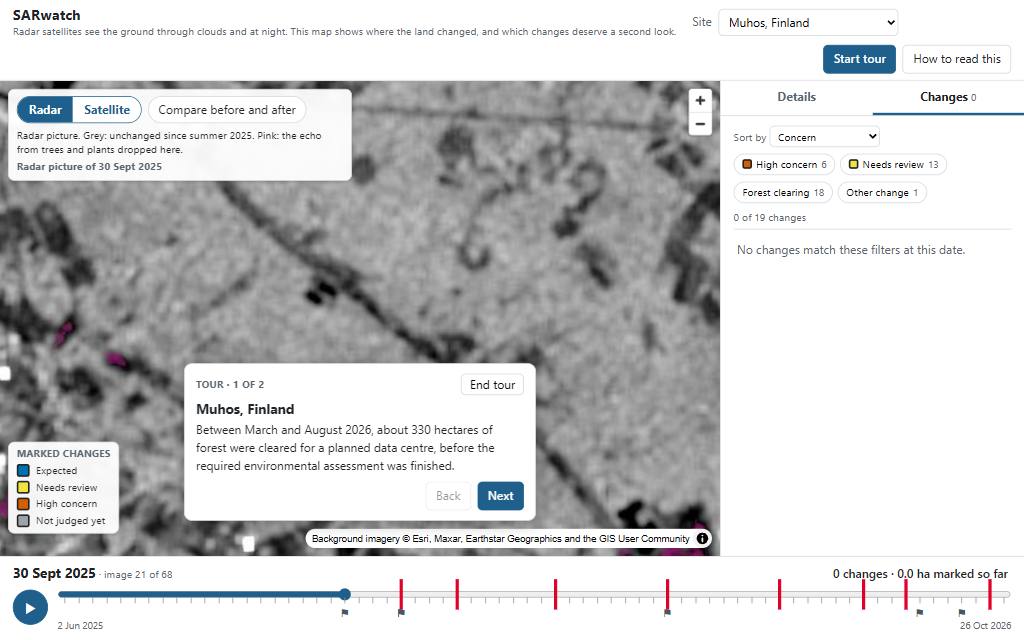 SARwatch
Radar satellites see the ground through clouds and at night. This map shows where the land changed, and which changes deserve a second look.
Site
Muhos, Finland
Start tour
How to read this
Radar
Satellite
Compare before and after
Radar picture. Grey: unchanged since summer 2025. Pink: the echo
from trees and plants dropped here.
Radar picture of 30 Sept 2025
+
−
Details
Changes 0
Sort by
Concern
High concern 6
Needs review 13
Forest clearing 18
Other change 1
0 of 19 changes
No changes match these filters at this date.
TOUR · 1 OF 2
End tour
Muhos, Finland
Between March and August 2026, about 330 hectares of
forest were cleared for a planned data centre, before the
required environmental assessment was finished.
Back
Next
MARKED CHANGES
Expected
Needs review
High concern
Not judged yet
Background imagery © Esri, Maxar, Earthstar Geographics and the GIS User Community
30 Sept 2025 · image 21 of 68
0 changes · 0.0 ha marked so far
2 Jun 2025
26 Oct 2026